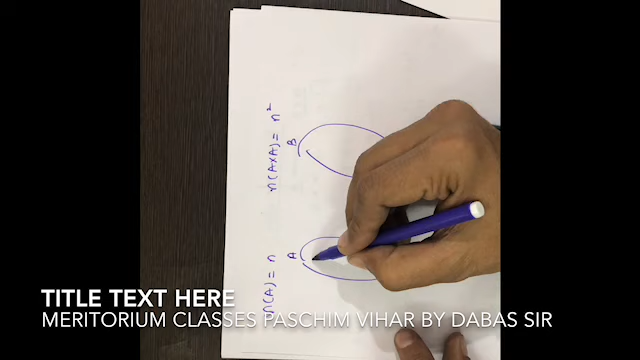 n(A) = n
n(A×A) = n²
A
B
TITLE TEXT HERE
MERITORIUM CLASSES PASCHIM VIHAR BY DABAS SIR